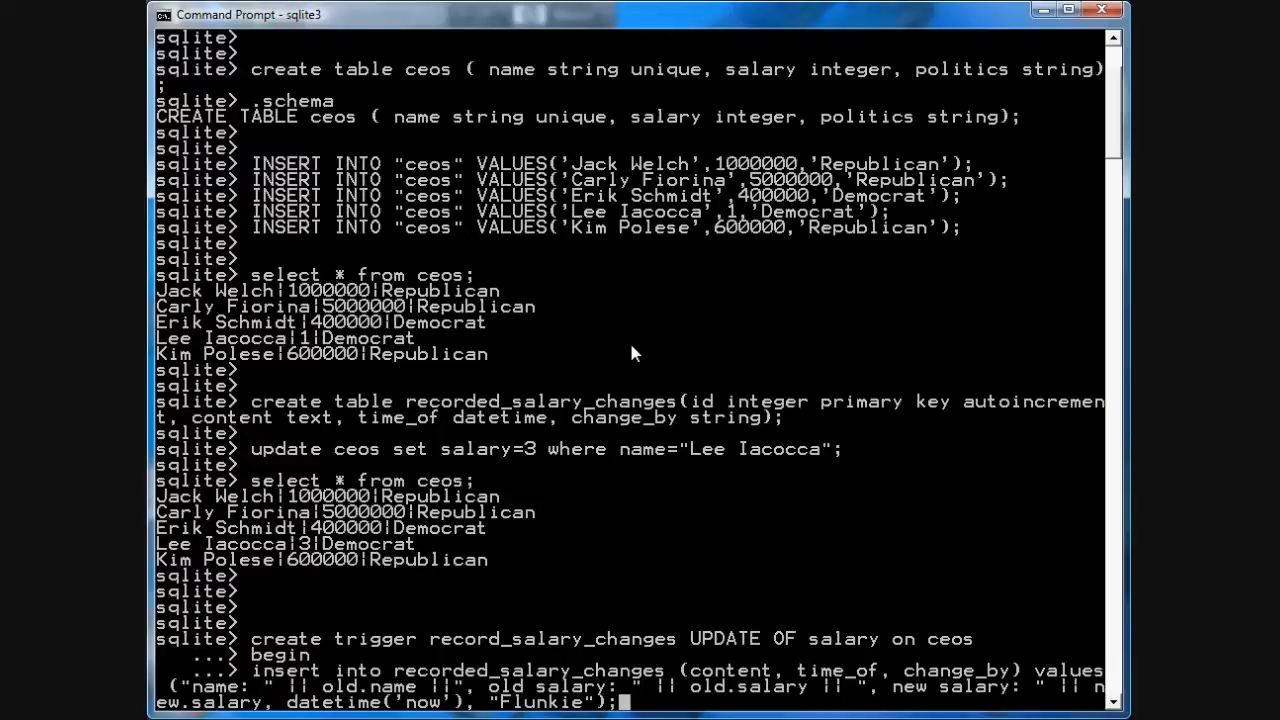 Command Prompt - sqlite3
sqlite>
sqlite>
sqlite> create table ceos ( name string unique, salary integer, politics string)
;
sqlite> .schema
CREATE TABLE ceos ( name string unique, salary integer, politics string);
sqlite>
sqlite>
sqlite> INSERT INTO "ceos" VALUES('Jack Welch',1000000,'Republican');
sqlite> INSERT INTO "ceos" VALUES('Carly Fiorina',5000000,'Republican');
sqlite> INSERT INTO "ceos" VALUES('Erik Schmidt',400000,'Democrat');
sqlite> INSERT INTO "ceos" VALUES('Lee Iacocca',1,'Democrat');
sqlite> INSERT INTO "ceos" VALUES('Kim Polese',600000,'Republican');
sqlite>
sqlite>
sqlite> select * from ceos;
Jack Welch|1000000|Republican
Carly Fiorina|5000000|Republican
Erik Schmidt|400000|Democrat
Lee Iacocca|1|Democrat
Kim Polese|600000|Republican
sqlite>
sqlite>
sqlite> create table recorded_salary_changes(id integer primary key autoincremen
t, content text, time_of datetime, change_by string);
sqlite>
sqlite> update ceos set salary=3 where name="Lee Iacocca";
sqlite>
sqlite> select * from ceos;
Jack Welch|1000000|Republican
Carly Fiorina|5000000|Republican
Erik Schmidt|400000|Democrat
Lee Iacocca|3|Democrat
Kim Polese|600000|Republican
sqlite>
sqlite>
sqlite>
sqlite>
sqlite> create trigger record_salary_changes UPDATE OF salary on ceos
...> begin
...> insert into recorded_salary_changes (content, time_of, change_by) values
("name: " || old.name ||", old salary: " || old.salary || ", new salary: " || n
ew.salary, datetime('now'), "Flunkie");